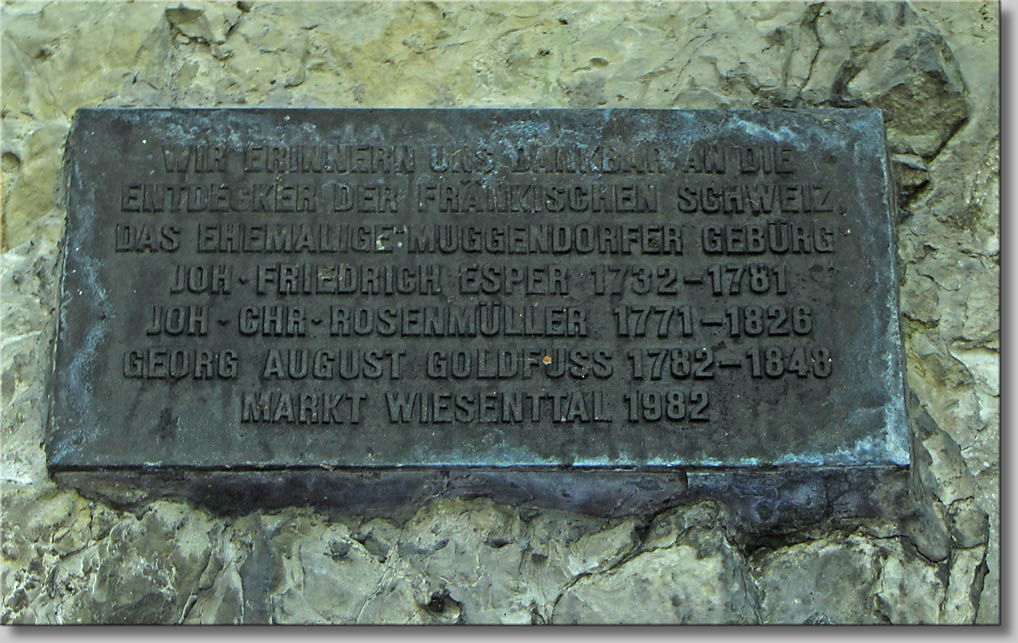 WIR ERINNERN UNS DANKBAR AN DIE
ENTDECKER DER FRÄNKISCHEN SCHWEIZ.
DAS EHEMALIGE "MUGGENDORFER GEBÜRG
JOH·FRIEDRICH ESPER 1732–1781
JOH·CHR·ROSENMÜLLER 1771–1826
GEORG AUGUST GOLDFUSS 1782–1848
MARKT WIESENTTAL 1982